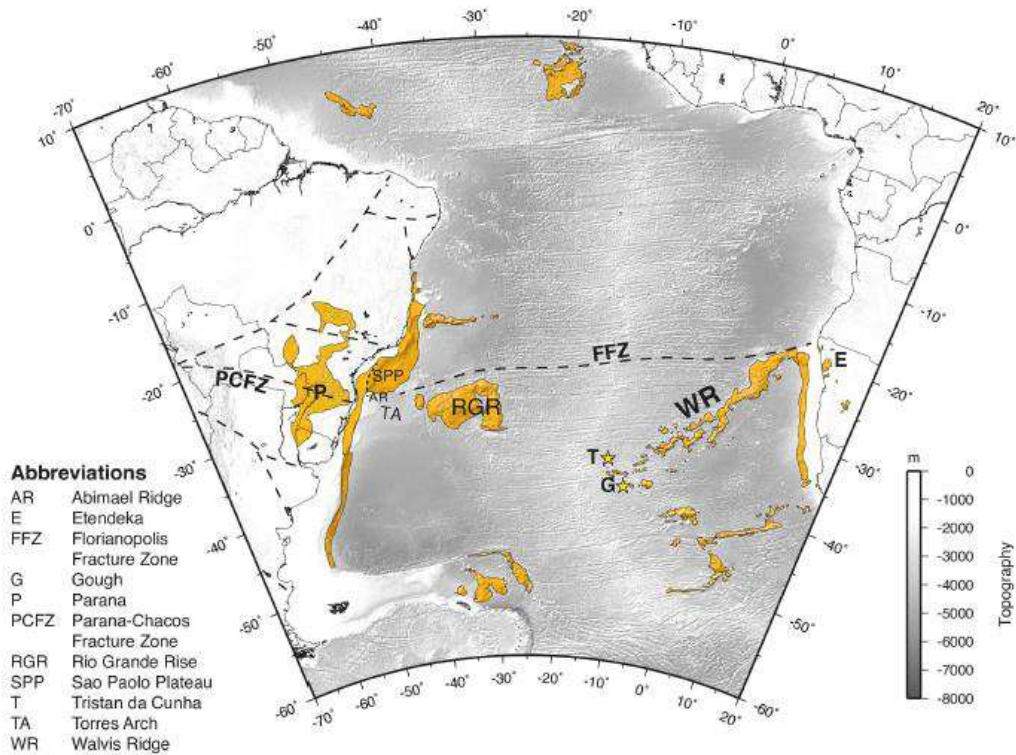 -30˚ -20˚ -10˚
-40˚ 0˚
-50˚ 10˚
-60˚ 20˚
-70˚
10˚ 10˚
0˚ 0˚
-10˚ -10˚
FFZ
E
PCFZ SPP
P AR
-20˚ TA RGR WR -20˚
T
G
-30˚ -30˚
-40˚ -40˚
-50˚ -50˚
-60˚ -60˚
-70˚ 20˚
-60˚ -50˚ -40˚ -30˚ -20˚ -10˚ 0˚ 10˚
Abbreviations
AR Abimael Ridge
E Etendeka
FFZ Florianopolis
Fracture Zone
G Gough
P Parana
PCFZ Parana-Chacos
Fracture Zone
RGR Rio Grande Rise
SPP Sao Paolo Plateau
T Tristan da Cunha
TA Torres Arch
WR Walvis Ridge
m
0
-1000
-2000
-3000
-4000
-5000
-6000
-7000
-8000
Topography